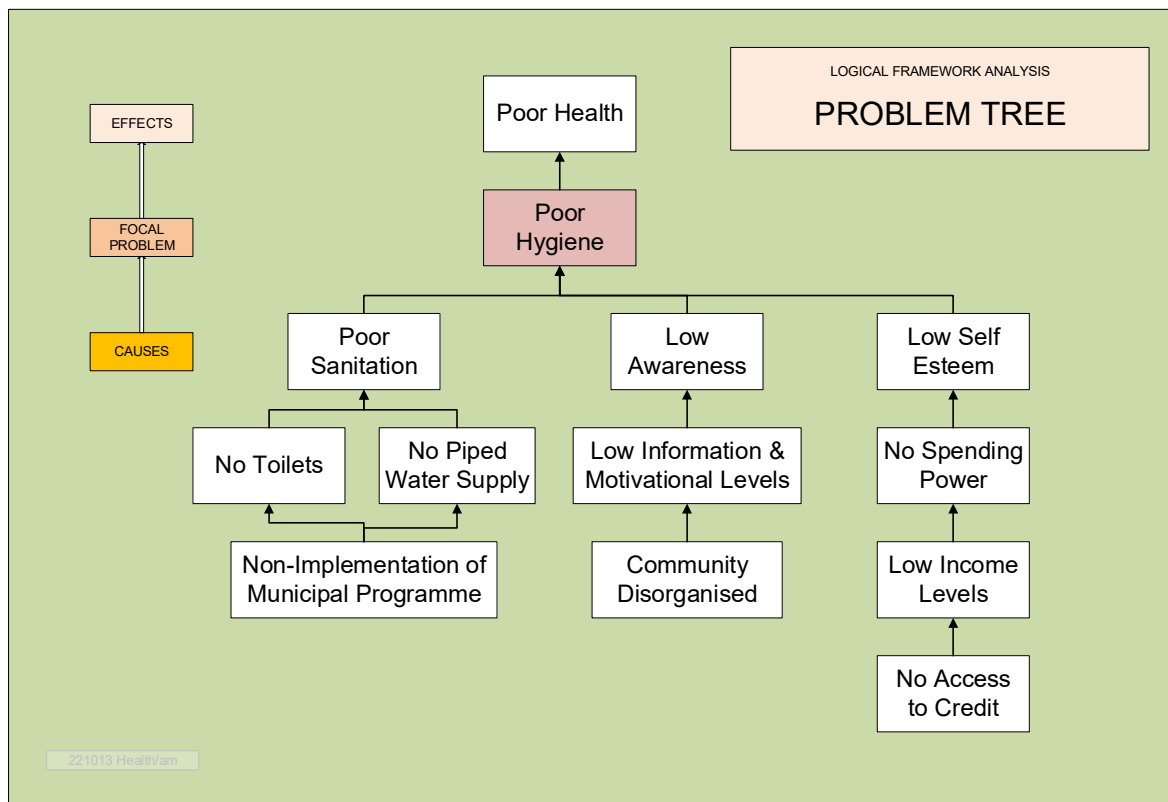 LOGICAL FRAMEWORK ANALYSIS
PROBLEM TREE
EFFECTS
FOCAL
PROBLEM
CAUSES
Poor Health
Poor
Hygiene
Poor
Sanitation
Low
Awareness
Low Self
Esteem
No Toilets
No Piped
Water Supply
Low Information &
Motivational Levels
No Spending
Power
Non-Implementation of
Municipal Programme
Community
Disorganised
Low Income
Levels
No Access
to Credit
221013 Health/am